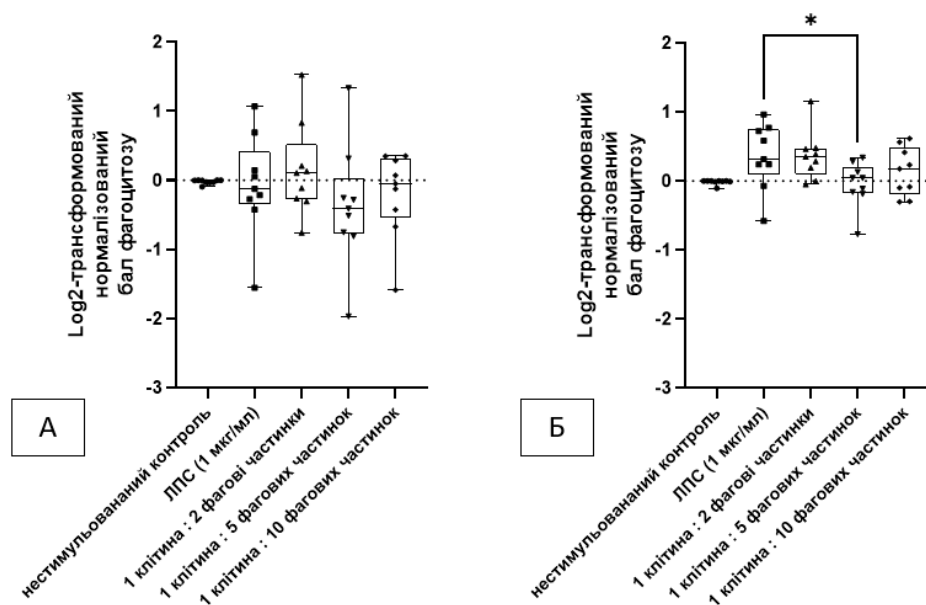 Log2-трансформований
нормалізований
бал фагоцитозу
2
1
0
-1
-2
-3
нестимульований контроль
ЛПС (1 мкг/мл)
1 клітина : 2 фагові частинки
1 клітина : 5 фагових частинок
1 клітина : 10 фагових частинок
А
Log2-трансформований
нормалізований
бал фагоцитозу
2
1
0
-1
-2
-3
*
нестимульований контроль
ЛПС (1 мкг/мл)
1 клітина : 2 фагові частинки
1 клітина : 5 фагових частинок
1 клітина : 10 фагових частинок
Б